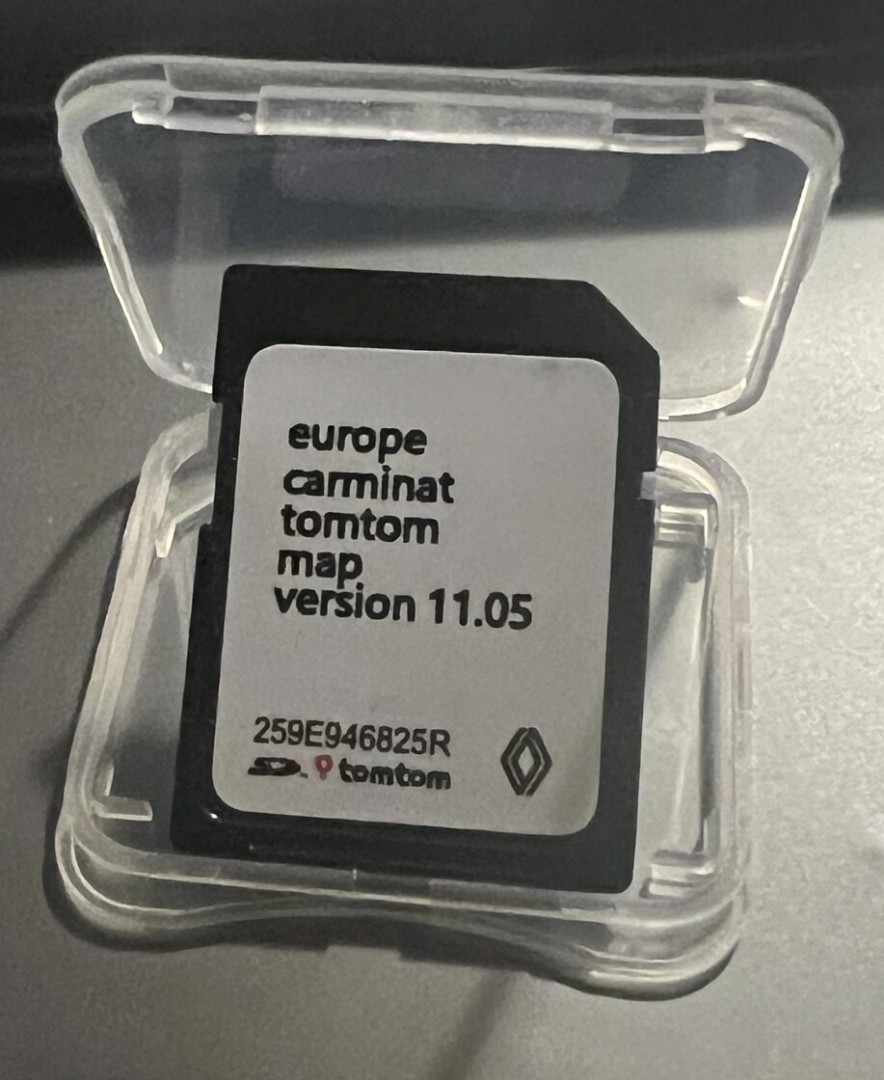 europe
carminat
tomtom
map
version 11.05
259E946825R
SD tomtom